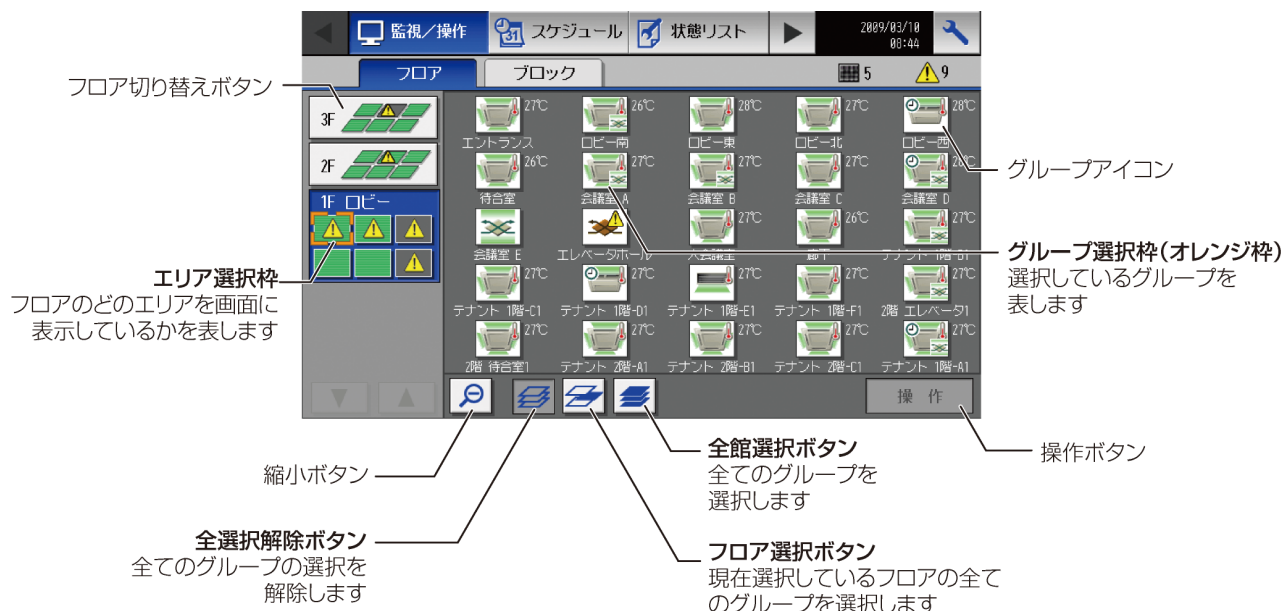 監視／操作 スケジュール 状態リスト 2009/03/10
08:44
フロア ブロック 5 9
フロア切り替えボタン
3F
2F
1F ロビー
27℃ 26℃ 28℃ 27℃ 28℃
エントランス ロビー南 ロビー東 ロビー北 ロビー西
26℃ 27℃ 27℃ 27℃ 28℃
待合室 会議室 A 会議室 B 会議室 C 会議室 D
27℃ 26℃ 27℃
会議室 E エレベータホール 大会議室 廊下 テナント 1階-B1
27℃ 27℃ 27℃ 27℃ 27℃
テナント 1階-C1 テナント 1階-D1 テナント 1階-E1 テナント 1階-F1 2階 エレベータ1
27℃ 27℃ 27℃ 27℃ 27℃
2階 待合室1 テナント 2階-A1 テナント 2階-B1 テナント 2階-C1 テナント 1階-A1
操 作
グループアイコン
グループ選択枠（オレンジ枠）
選択しているグループを
表します
エリア選択枠
フロアのどのエリアを画面に
表示しているかを表します
縮小ボタン
全選択解除ボタン
全てのグループの選択を
解除します
全館選択ボタン
全てのグループを
選択します
フロア選択ボタン
現在選択しているフロアの全て
のグループを選択します
操作ボタン